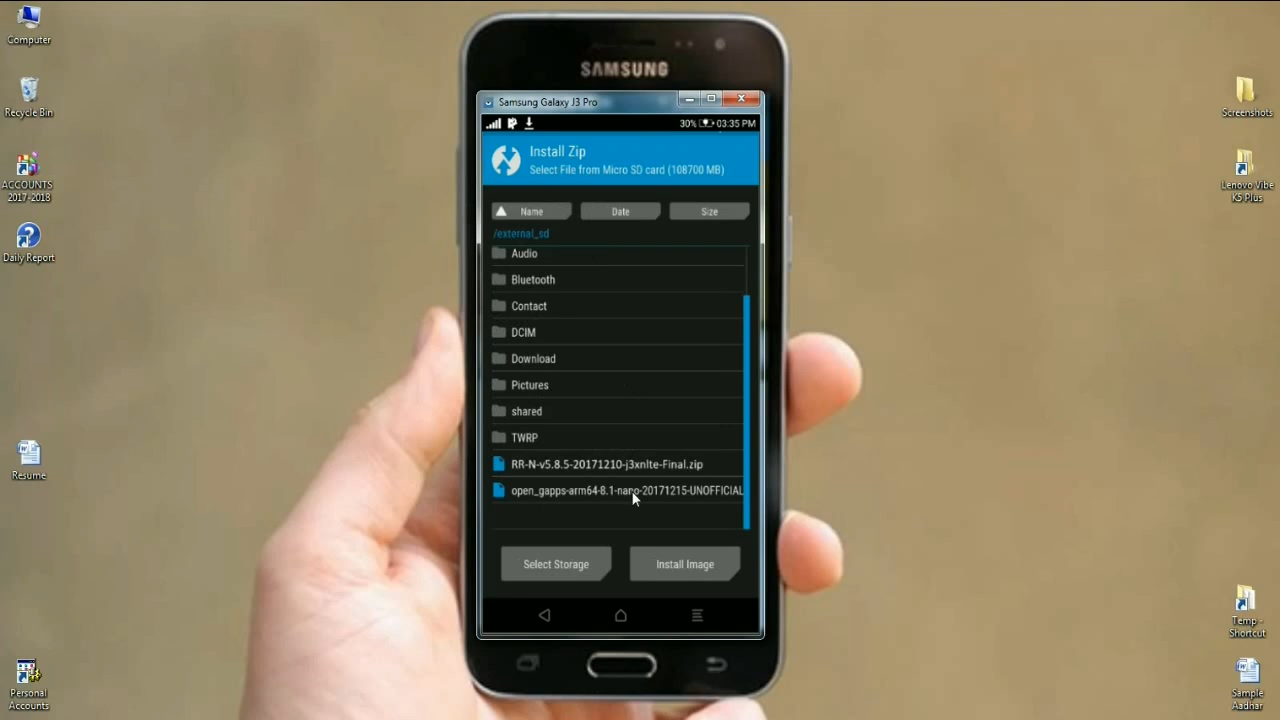 Computer
Recycle Bin
ACCOUNTS
2017-2018
Daily Report
Resume
Personal
Accounts
SAMSUNG
Samsung Galaxy J3 Pro
30% 03:35 PM
Install Zip
Select File from Micro SD card (108700 MB)
Name Date Size
/external_sd
Audio
Bluetooth
Contact
DCIM
Download
Pictures
shared
TWRP
RR-N-v5.8.5-20171210-j3xnlte-Final.zip
open_gapps-arm64-8.1-nano-20171215-UNOFFICIAL
Select Storage Install Image
Screenshots
Lenovo Vibe
K5 Plus
Temp -
Shortcut
Sample
Aadhar